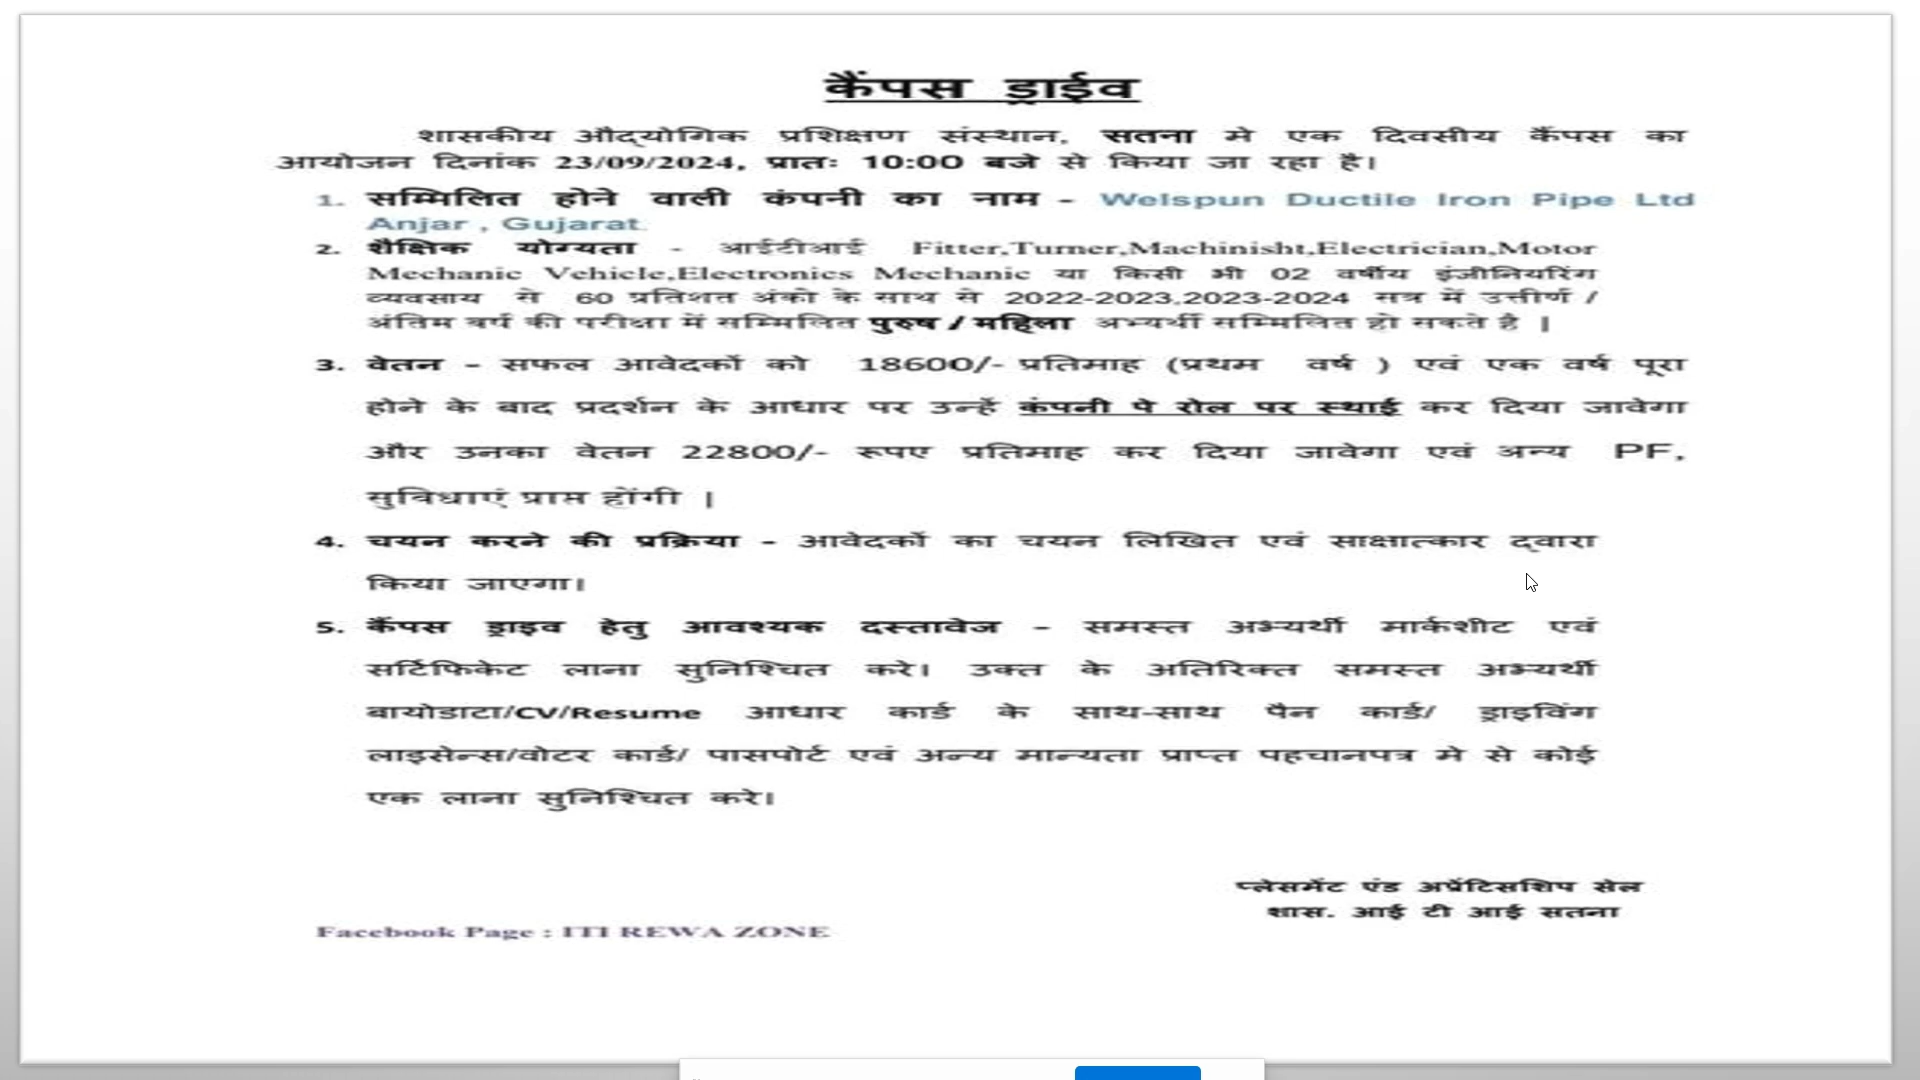 कैंपस ड्राईव
शासकीय औद्योगिक प्रशिक्षण संस्थान, सतना मे एक दिवसीय कैंपस का
आयोजन दिनांक 23/09/2024, प्रातः 10:00 बजे से किया जा रहा है।
1. सम्मिलित होने वाली कंपनी का नाम – Welspun Ductile Iron Pipe Ltd
Anjar , Gujarat.
2. शैक्षिक योग्यता - आईटीआई Fitter,Turner,Machinisht,Electrician,Motor
Mechanic Vehicle,Electronics Mechanic या किसी भी 02 वर्षीय इंजीनियरिंग
व्यवसाय से 60 प्रतिशत अंको के साथ से 2022-2023,2023-2024 सत्र में उत्तीर्ण /
अंतिम वर्ष की परीक्षा में सम्मिलित पुरुष / महिला अभ्यर्थी सम्मिलित हो सकते है |
3. वेतन – सफल आवेदकों को 18600/- प्रतिमाह (प्रथम वर्ष ) एवं एक वर्ष पूरा
होने के बाद प्रदर्शन के आधार पर उन्हें कंपनी पे रोल पर स्थाई कर दिया जावेगा
और उनका वेतन 22800/- रूपए प्रतिमाह कर दिया जावेगा एवं अन्य PF,
सुविधाएं प्राप्त होंगी |
4. चयन करने की प्रक्रिया – आवेदकों का चयन लिखित एवं साक्षात्कार द्वारा
किया जाएगा।
5. कैंपस ड्राइव हेतु आवश्यक दस्तावेज – समस्त अभ्यर्थी मार्कशीट एवं
सर्टिफिकेट लाना सुनिश्चित करे। उक्त के अतिरिक्त समस्त अभ्यर्थी
बायोडाटा/CV/Resume आधार कार्ड के साथ-साथ पैन कार्ड/ ड्राइविंग
लाइसेन्स/वोटर कार्ड/ पासपोर्ट एवं अन्य मान्यता प्राप्त पहचानपत्र मे से कोई
एक लाना सुनिश्चित करे।
प्लेसमेंट एंड अप्रेंटिसशिप सेल
शास. आई टी आई सतना
Facebook Page : ITI REWA ZONE